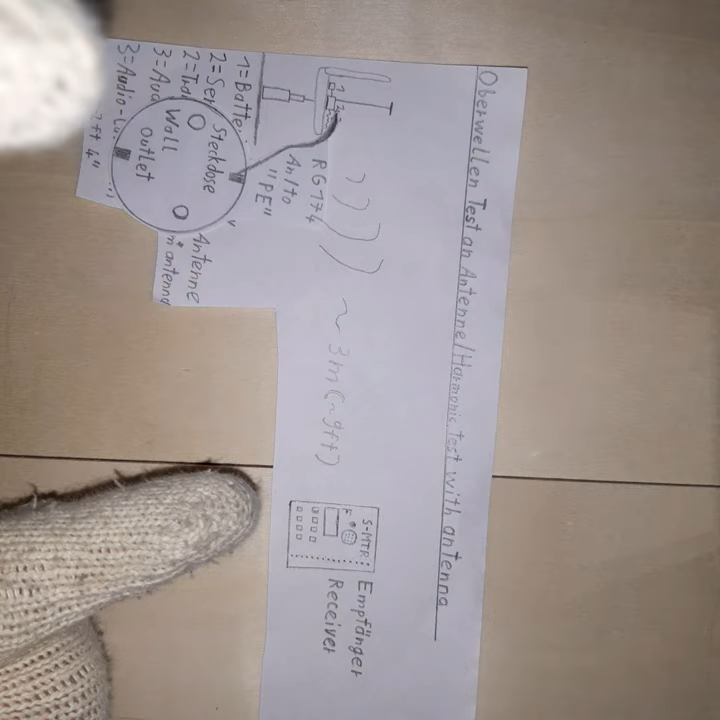 Oberwellen Test an Antenne/Harmonic test with antenna
S-MTR
Empfänger
Receiver
~3m (~9ft)
RG174
An/to
"PE"
1=Batte
2=Ser
2=Tra
3=Au
3=Audio-
Steckdose
Wall
outlet
Antenne
antenna